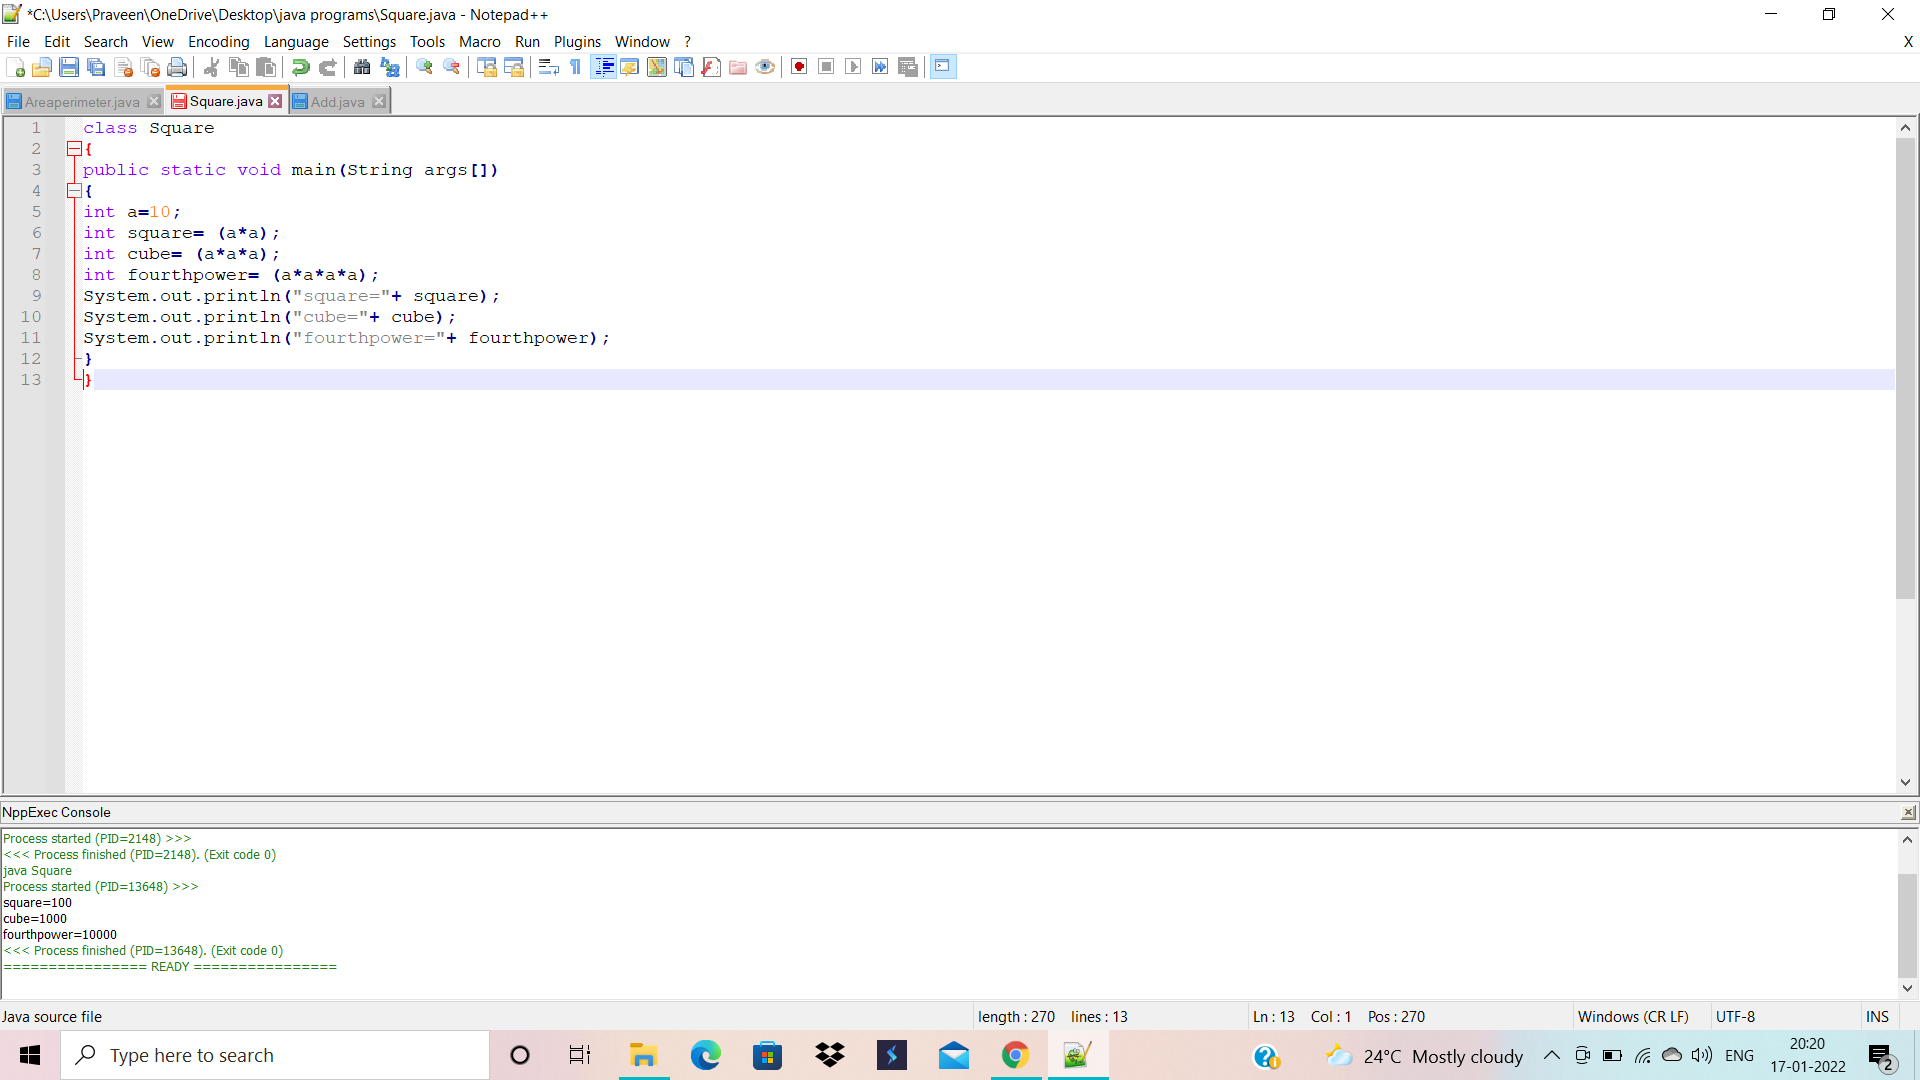 *C:\Users\Praveen\OneDrive\Desktop\java programs\Square.java - Notepad++
File Edit Search View Encoding Language Settings Tools Macro Run Plugins Window ? X
Areaperimeter.java Square.java Add.java
1 class Square
2 {
3 public static void main(String args[])
4 {
5 int a=10;
6 int square= (a*a);
7 int cube= (a*a*a);
8 int fourthpower= (a*a*a*a);
9 System.out.println("square="+ square);
10 System.out.println("cube="+ cube);
11 System.out.println("fourthpower="+ fourthpower);
12 }
13 }
NppExec Console
Process started (PID=2148) >>>
<<< Process finished (PID=2148). (Exit code 0)
java Square
Process started (PID=13648) >>>
square=100
cube=1000
fourthpower=10000
<<< Process finished (PID=13648). (Exit code 0)
================ READY ================
Java source file length : 270 lines : 13 Ln : 13 Col : 1 Pos : 270 Windows (CR LF) UTF-8 INS
Type here to search 24°C Mostly cloudy ENG 20:20
17-01-2022 2